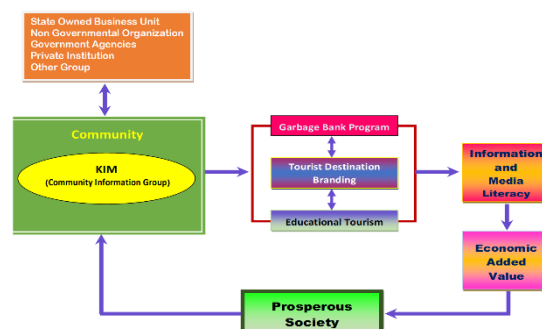 State Owned Business Unit
Non Governmental Organization
Government Agencies
Private Institution
Other Group
Community
KIM
(Community Information Group)
Garbage Bank Program
Tourist Destination
Branding
Educational Tourism
Information
and
Media
Literacy
Economic
Added
Value
Prosperous
Society